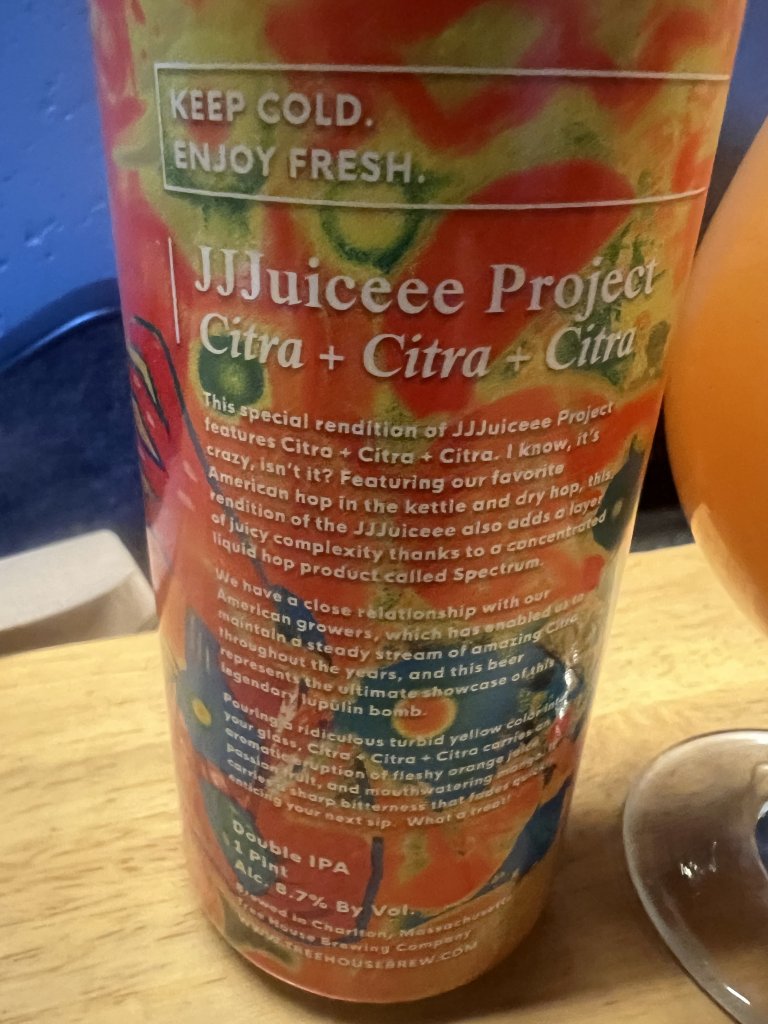 KEEP COLD.
ENJOY FRESH.
JJJuiceee Project
Citra + Citra + Citra
This special rendition of JJJuiceee Project
features Citra + Citra + Citra. I know, it's
crazy, isn't it? Featuring our favorite
American hop in the kettle and dry hop, this
rendition of the JJJuiceee also adds a layer
of juicy complexity thanks to a concentrated
liquid hop product called Spectrum.
We have a close relationship with our
American growers, which has enabled us to
maintain a steady stream of amazing Citra
throughout the years, and this beer
represents the ultimate showcase of this
legendary lupulin bomb.
Pouring a ridiculous turbid yellow color into
your glass, Citra + Citra + Citra carries an
aromatic eruption of fleshy orange juice,
passionfruit, and mouthwatering mango. It
carries a sharp bitterness that fades quickly
enticing your next sip. What a treat!
Double IPA
1 Pint
Alc. 8.7% By Vol.
Brewed in Charlton, Massachusetts
Tree House Brewing Company
WWW.TREEHOUSEBREW.COM